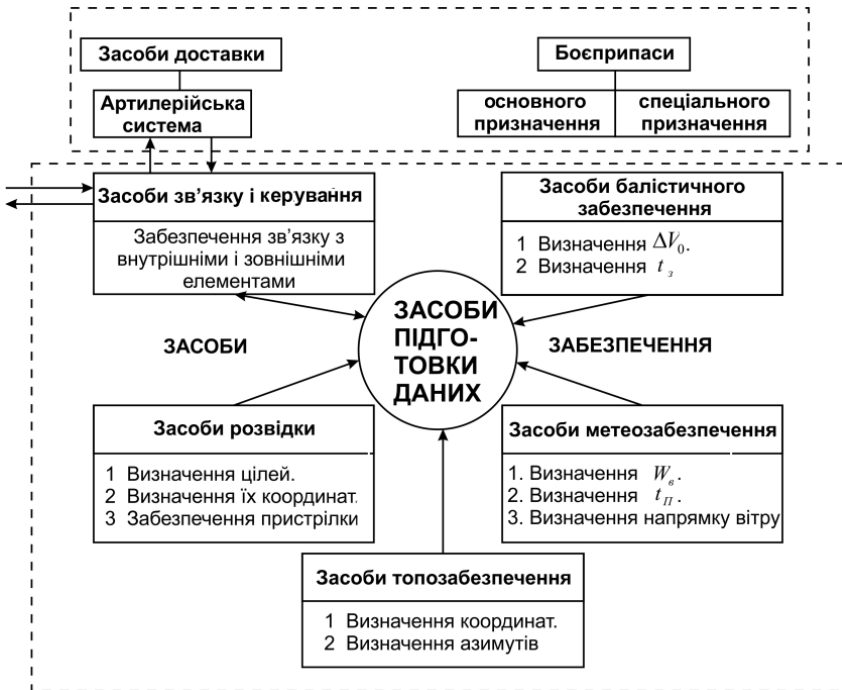 Засоби доставки
Артилерійська
система
Боєприпаси
основного
призначення
спеціального
призначення
Засоби зв’язку і керування
Забезпечення зв’язку з
внутрішніми і зовнішніми
елементами
Засоби балістичного
забезпечення
1 Визначення ΔV₀.
2 Визначення t₃
ЗАСОБИ
ЗАСОБИ
ПІДГО-
ТОВКИ
ДАНИХ
ЗАБЕЗПЕЧЕННЯ
Засоби розвідки
1 Визначення цілей.
2 Визначення їх координат.
3 Забезпечення пристрілки
Засоби метеозабезпечення
1. Визначення Wв.
2. Визначення tП.
3. Визначення напрямку вітру
Засоби топозабезпечення
1 Визначення координат.
2 Визначення азимутів